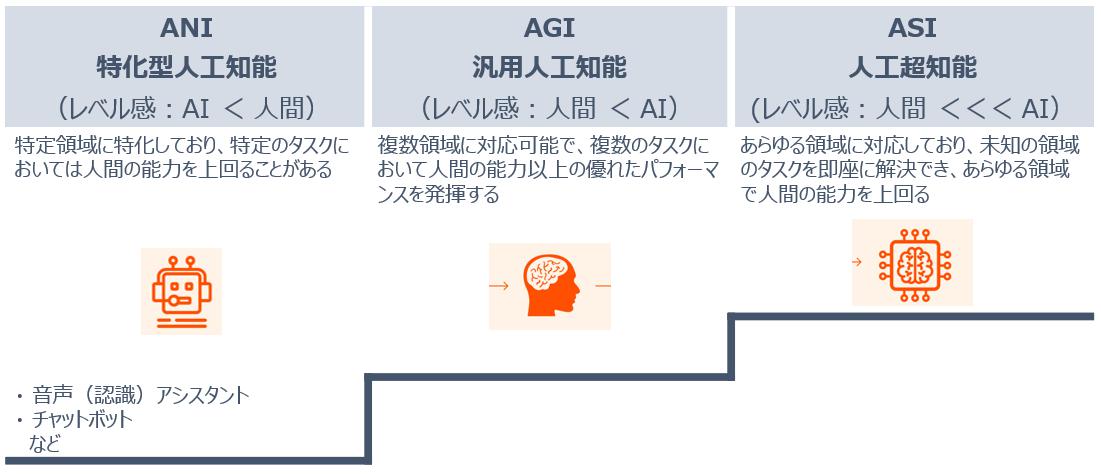 ANI
特化型人工知能
（レベル感：AI ＜ 人間）
特定領域に特化しており、特定のタスクに
おいては人間の能力を上回ることがある
・ 音声（認識）アシスタント
・ チャットボット
など
AGI
汎用人工知能
（レベル感：人間 ＜ AI）
複数領域に対応可能で、複数のタスクに
おいて人間の能力以上の優れたパフォーマ
ンスを発揮する
ASI
人工超知能
（レベル感：人間 ＜＜＜ AI）
あらゆる領域に対応しており、未知の領域
のタスクを即座に解決でき、あらゆる領域
で人間の能力を上回る